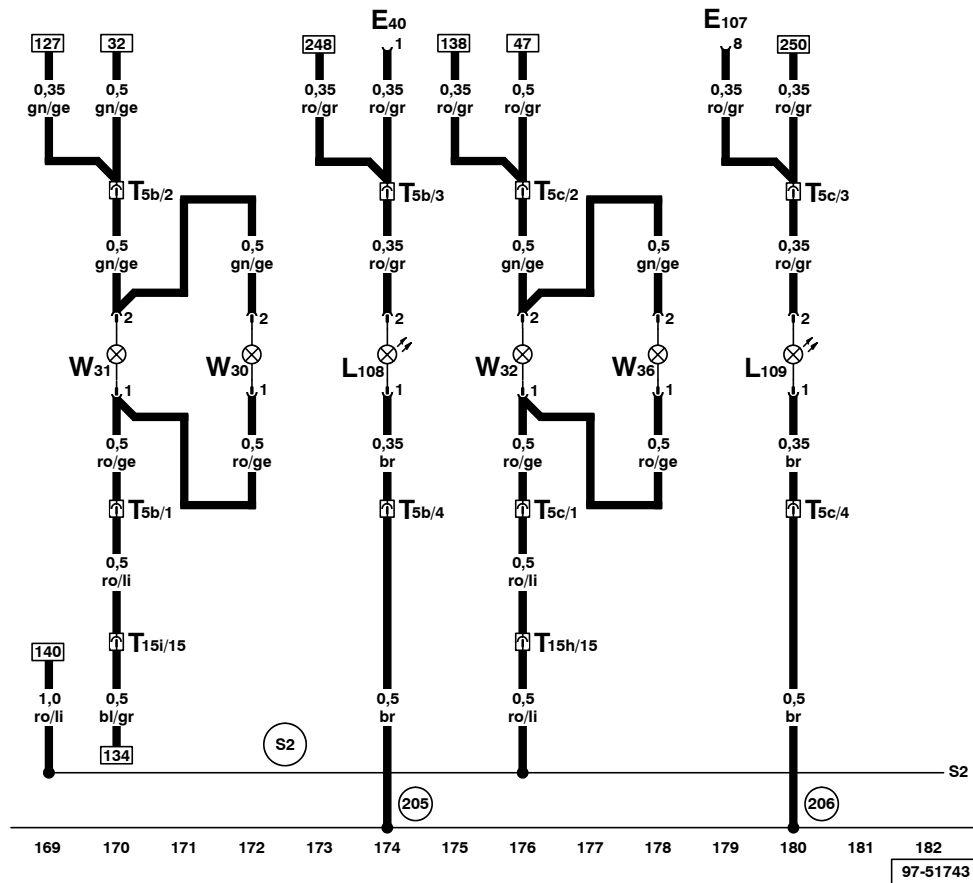 E40 E107
127 32 248 1 138 47 8 250
0,35 0,5 0,35 0,35 0,35 0,5 0,35 0,35
gn/ge gn/ge ro/gr ro/gr ro/gr ro/gr ro/gr ro/gr
T5b/2 T5b/3 T5c/2 T5c/3
0,5 0,5 0,35 0,5 0,5 0,35
gn/ge gn/ge ro/gr gn/ge gn/ge ro/gr
2 2 2 2 2 2
W31 W30 L108 W32 W36 L109
1 1 1 1 1 1
0,5 0,5 0,35 0,5 0,5 0,35
ro/ge ro/ge br ro/ge ro/ge br
T5b/1 T5b/4 T5c/1 T5c/4
0,5 0,5
ro/li ro/li
T15i/15 T15h/15
140
1,0 0,5 0,5 0,5 0,5
ro/li bl/gr br ro/li br
134 S2
S2
205 206
169 170 171 172 173 174 175 176 177 178 179 180 181 182
97-51743